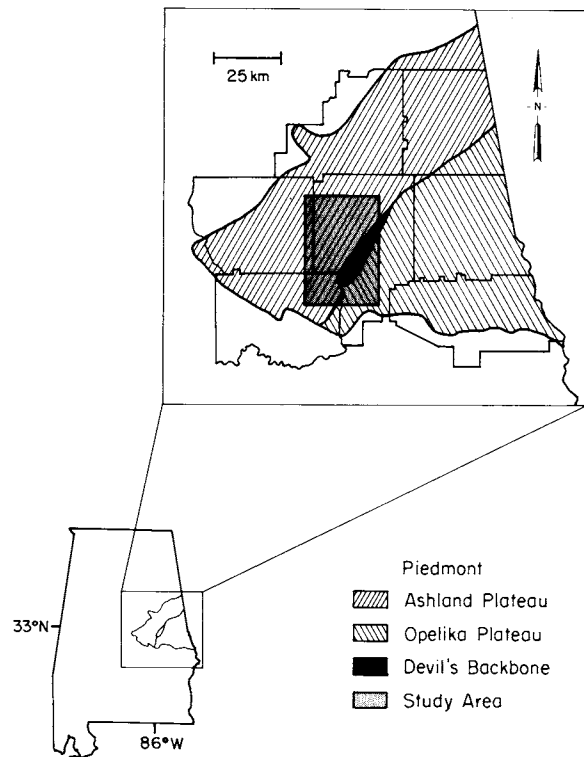 25 km
N
Piedmont
Ashland Plateau
Opelika Plateau
Devil's Backbone
Study Area
33°N
86°W